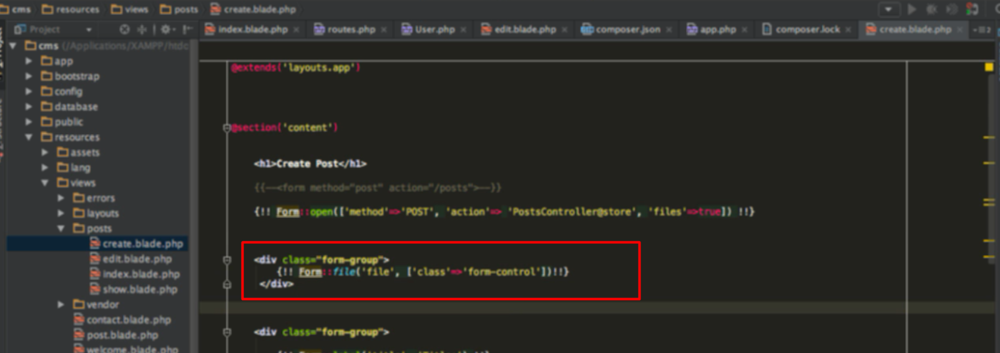 cms resources views posts create.blade.php
Project
index.blade.php routes.php User.php edit.blade.php composer.json app.php composer.lock create.blade.php
cms (/Applications/XAMPP/htdc
app
bootstrap
config
database
public
resources
assets
lang
views
errors
layouts
posts
create.blade.php
edit.blade.php
index.blade.php
show.blade.php
vendor
contact.blade.php
post.blade.php
welcome.blade.php
@extends('layouts.app')
@section('content')
<h1>Create Post</h1>
{{--<form method="post" action="/posts">--}}
{!! Form::open(['method'=>'POST', 'action'=> 'PostsController@store', 'files'=>true]) !!}
<div class="form-group">
{!! Form::file('file', ['class'=>'form-control'])!!}
</div>
<div class="form-group">